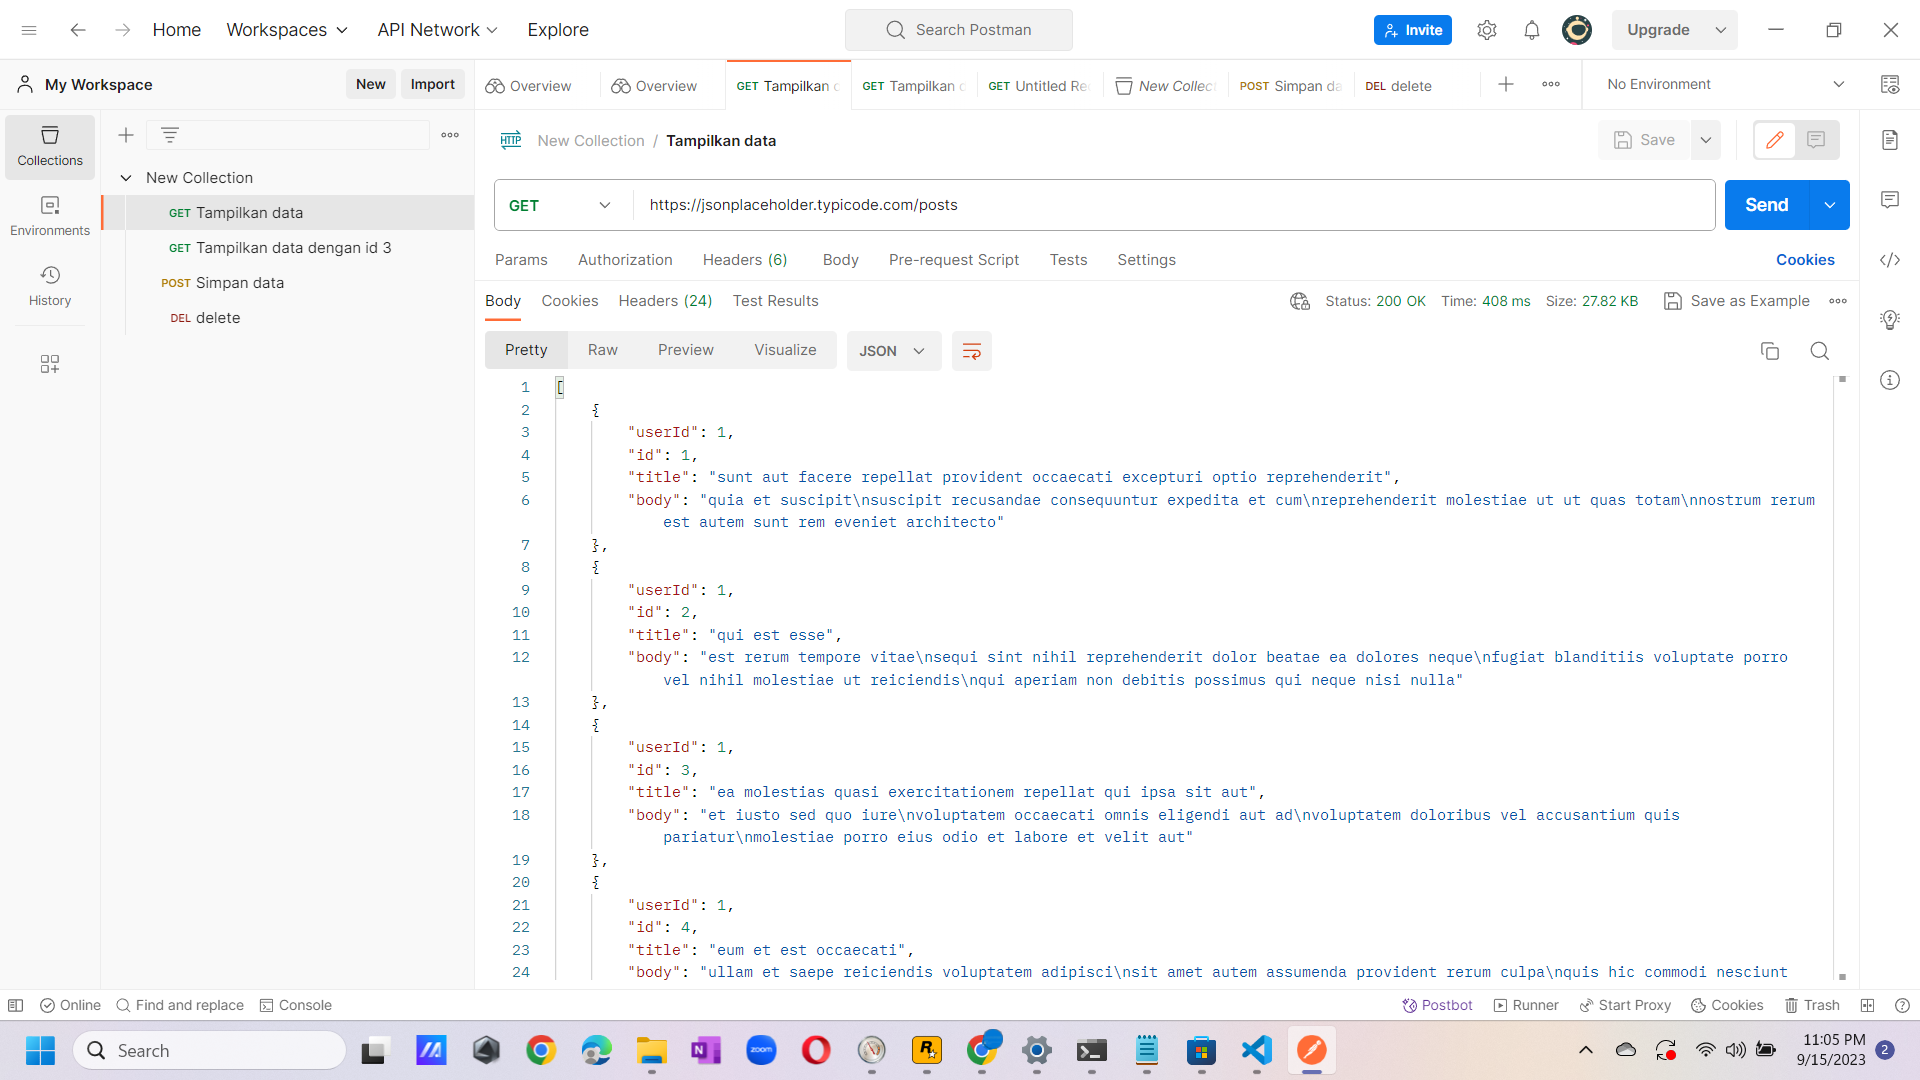 Home
Workspaces
API Network
Explore
Search Postman
Invite
Upgrade
My Workspace
New
Import
Overview
Overview
GET Tampilkan
GET Tampilkan
GET Untitled Re
New Collec
POST Simpan da
DEL delete
No Environment
Collections
Environments
History
New Collection
GET Tampilkan data
GET Tampilkan data dengan id 3
POST Simpan data
DEL delete
HTTP
New Collection / Tampilkan data
Save
GET
https://jsonplaceholder.typicode.com/posts
Send
Params
Authorization
Headers (6)
Body
Pre-request Script
Tests
Settings
Cookies
Body
Cookies
Headers (24)
Test Results
Status: 200 OK
Time: 408 ms
Size: 27.82 KB
Save as Example
Pretty
Raw
Preview
Visualize
JSON
1 [
2 {
3 "userId": 1,
4 "id": 1,
5 "title": "sunt aut facere repellat provident occaecati excepturi optio reprehenderit",
6 "body": "quia et suscipit\nsuscipit recusandae consequuntur expedita et cum\nreprehenderit molestiae ut ut quas totam\nnostrum rerum
est autem sunt rem eveniet architecto"
7 },
8 {
9 "userId": 1,
10 "id": 2,
11 "title": "qui est esse",
12 "body": "est rerum tempore vitae\nsequi sint nihil reprehenderit dolor beatae ea dolores neque\nfugiat blanditiis voluptate porro
vel nihil molestiae ut reiciendis\nqui aperiam non debitis possimus qui neque nisi nulla"
13 },
14 {
15 "userId": 1,
16 "id": 3,
17 "title": "ea molestias quasi exercitationem repellat qui ipsa sit aut",
18 "body": "et iusto sed quo iure\nvoluptatem occaecati omnis eligendi aut ad\nvoluptatem doloribus vel accusantium quis
pariatur\nmolestiae porro eius odio et labore et velit aut"
19 },
20 {
21 "userId": 1,
22 "id": 4,
23 "title": "eum et est occaecati",
24 "body": "ullam et saepe reiciendis voluptatem adipisci\nsit amet autem assumenda provident rerum culpa\nquis hic commodi nesciunt
Online
Find and replace
Console
Postbot
Runner
Start Proxy
Cookies
Trash
Search
N
zoom
R
11:05 PM
9/15/2023
2